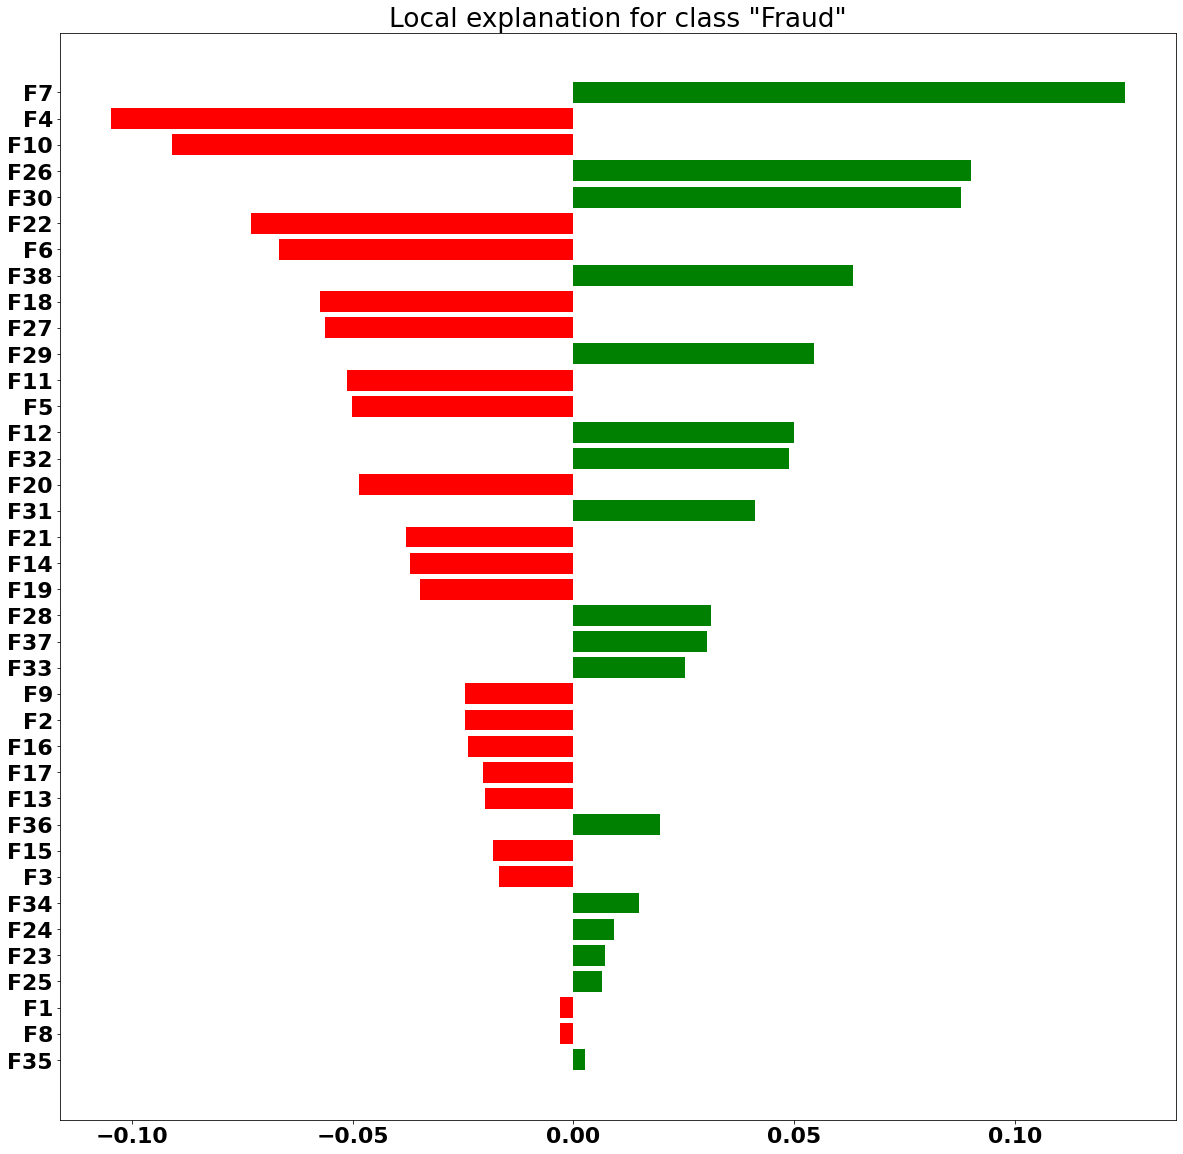 Local explanation for class "Fraud"
F7
F4
F10
F26
F30
F22
F6
F38
F18
F27
F29
F11
F5
F12
F32
F20
F31
F21
F14
F19
F28
F37
F33
F9
F2
F16
F17
F13
F36
F15
F3
F34
F24
F23
F25
F1
F8
F35
−0.10 −0.05 0.00 0.05 0.10